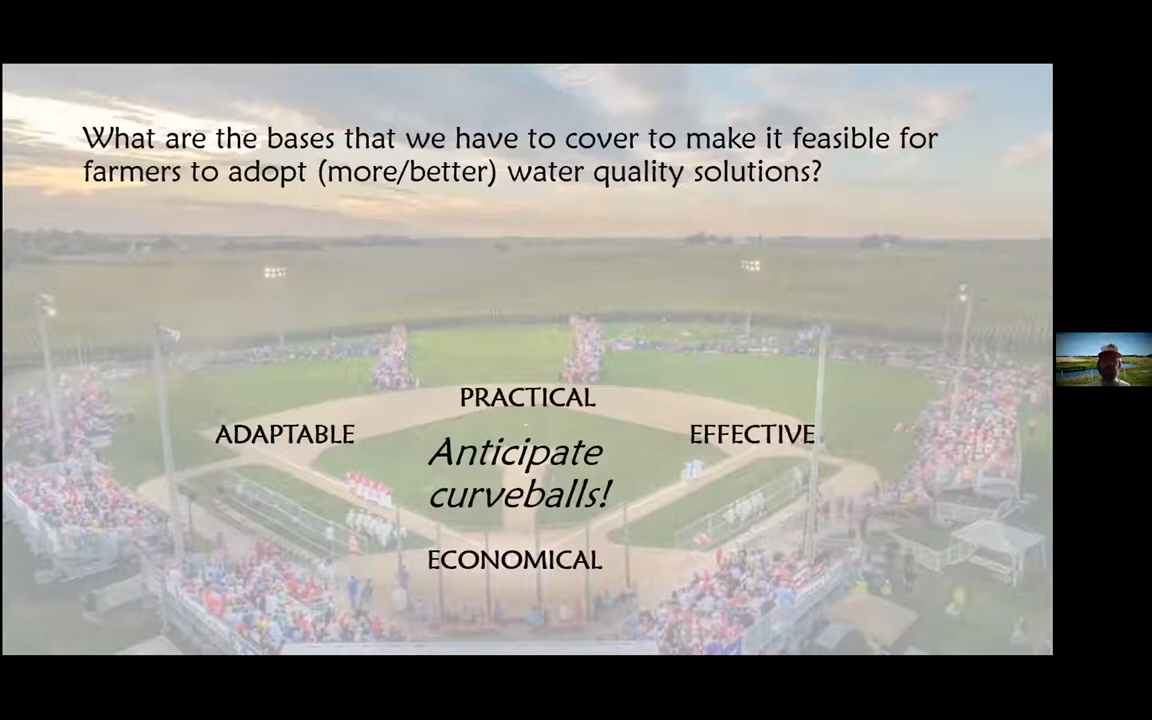 What are the bases that we have to cover to make it feasible for
farmers to adopt (more/better) water quality solutions?
PRACTICAL
ADAPTABLE
EFFECTIVE
Anticipate
curveballs!
ECONOMICAL